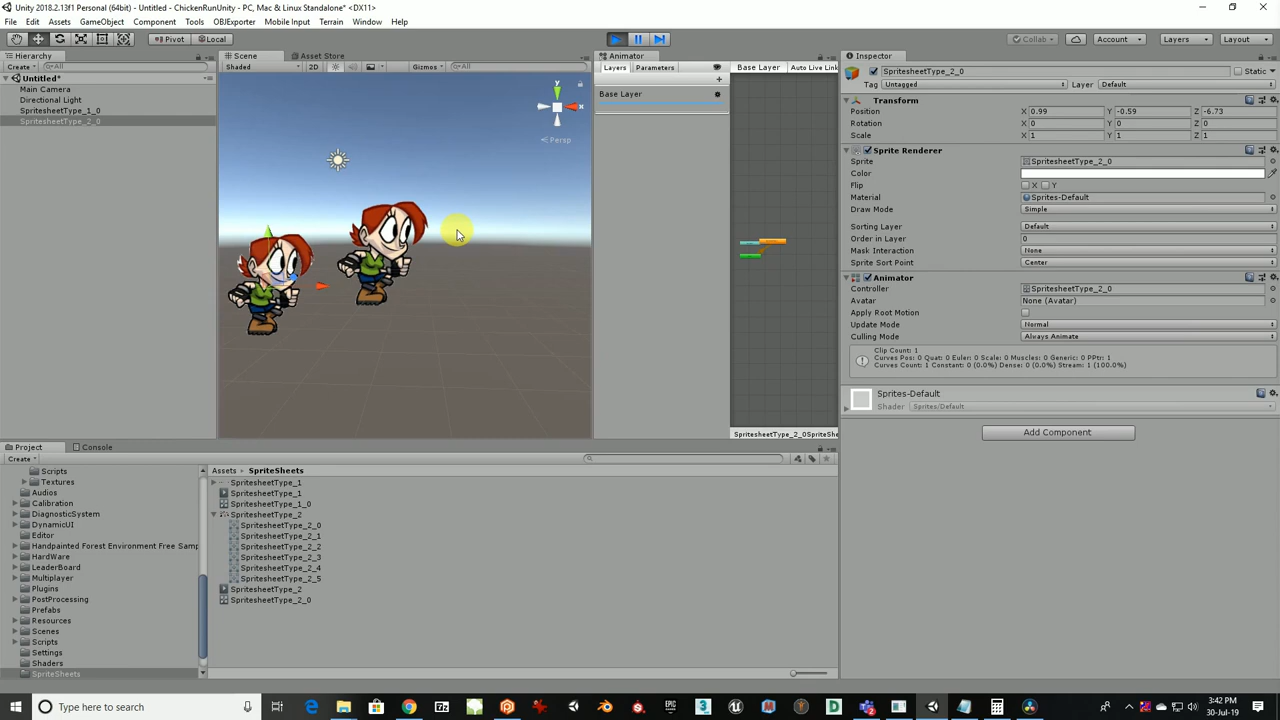 Unity 2018.2.13f1 Personal (64bit) - Untitled - ChickenRunUnity - PC, Mac & Linux Standalone* <DX11>
File Edit Assets GameObject Component Tools OBJExporter Mobile Input Terrain Window Help
Pivot Local Collab Account Layers Layout
Hierarchy
Create All
Untitled*
Main Camera
Directional Light
SpritesheetType_1_0
SpritesheetType_2_0
Scene Asset Store
Shaded 2D Gizmos All
y
x
Persp
Animator
Layers Parameters Base Layer Auto Live Link
Base Layer
SpritesheetType_2_0SpriteShe
Inspector
SpritesheetType_2_0 Static
Tag Untagged Layer Default
Transform
Position X 0.99 Y -0.59 Z -6.73
Rotation X 0 Y 0 Z 0
Scale X 1 Y 1 Z 1
Sprite Renderer
Sprite SpritesheetType_2_0
Color
Flip X Y
Material Sprites-Default
Draw Mode Simple
Sorting Layer Default
Order in Layer 0
Mask Interaction None
Sprite Sort Point Center
Animator
Controller SpritesheetType_2_0
Avatar None (Avatar)
Apply Root Motion
Update Mode Normal
Culling Mode Always Animate
Clip Count: 1
Curves Pos: 0 Quat: 0 Euler: 0 Scale: 0 Muscles: 0 Generic: 0 PPtr: 1
Curves Count: 1 Constant: 0 (0.0%) Dense: 0 (0.0%) Stream: 1 (100.0%)
Sprites-Default
Shader Sprites/Default
Add Component
Project Console
Create
Scripts
Textures
Audios
Calibration
DiagnosticSystem
DynamicUI
Editor
Handpainted Forest Environment Free Samp
HardWare
LeaderBoard
Multiplayer
Plugins
PostProcessing
Prefabs
Resources
Scenes
Scripts
Settings
Shaders
SpriteSheets
Assets SpriteSheets
SpritesheetType_1
SpritesheetType_1
SpritesheetType_1_0
SpritesheetType_2
SpritesheetType_2_0
SpritesheetType_2_1
SpritesheetType_2_2
SpritesheetType_2_3
SpritesheetType_2_4
SpritesheetType_2_5
SpritesheetType_2
SpritesheetType_2_0
Type here to search
3:42 PM
30-Jul-19